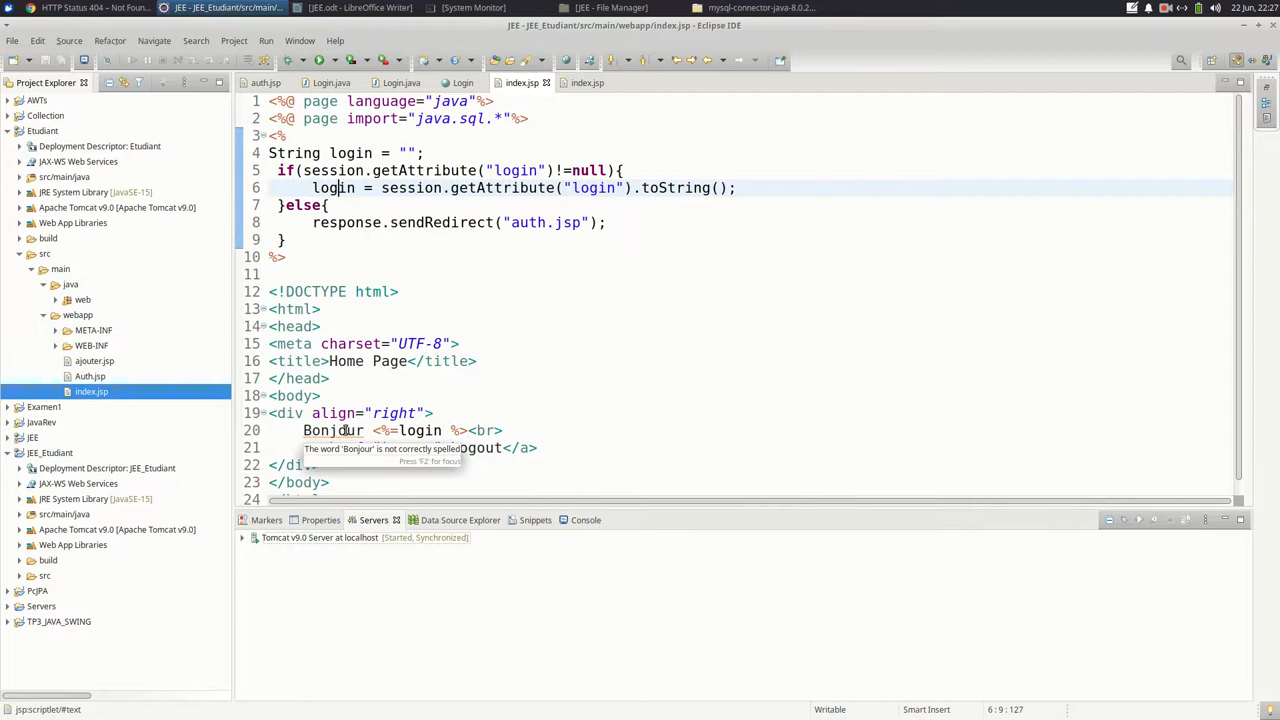 HTTP Status 404 – Not Foun...
JEE - JEE_Etudiant/src/main/...
[JEE.odt - LibreOffice Writer]
[System Monitor]
[JEE - File Manager]
mysql-connector-java-8.0.2...
22 Jun, 22:27
JEE - JEE_Etudiant/src/main/webapp/index.jsp - Eclipse IDE
File Edit Source Refactor Navigate Search Project Run Window Help
Project Explorer
auth.jsp Login.java Login.java Login index.jsp index.jsp
AWTs
Collection
Etudiant
Deployment Descriptor: Etudiant
JAX-WS Web Services
JRE System Library [JavaSE-15]
Apache Tomcat v9.0 [Apache Tomcat v9.0]
Web App Libraries
build
src
main
java
web
webapp
META-INF
WEB-INF
ajouter.jsp
Auth.jsp
index.jsp
Examen1
JavaRev
JEE
JEE_Etudiant
Deployment Descriptor: JEE_Etudiant
JAX-WS Web Services
JRE System Library [JavaSE-15]
src/main/java
Apache Tomcat v9.0 [Apache Tomcat v9.0]
Web App Libraries
build
src
PcJPA
Servers
TP3_JAVA_SWING
1 <%@ page language="java"%>
2 <%@ page import="java.sql.*"%>
3 <%
4 String login = "";
5 if(session.getAttribute("login")!=null){
6 login = session.getAttribute("login").toString();
7 }else{
8 response.sendRedirect("auth.jsp");
9 }
10 %>
11
12 <!DOCTYPE html>
13 <html>
14 <head>
15 <meta charset="UTF-8">
16 <title>Home Page</title>
17 </head>
18 <body>
19 <div align="right">
20 Bonjour <%=login %><br>
21 ogout</a>
The word 'Bonjour' is not correctly spelled
Press 'F2' for focus
22 </div>
23 </body>
24
Markers Properties Servers Data Source Explorer Snippets Console
Tomcat v9.0 Server at localhost [Started, Synchronized]
jsp:scriptlet/#text
Writable
Smart Insert
6 : 9 : 127